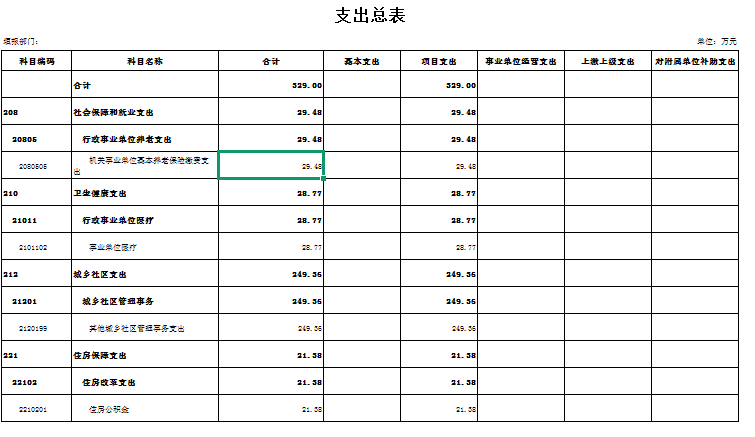 支出总表
填报部门： 单位：万元
科目编码 科目名称 合计 基本支出 项目支出 事业单位经营支出 上缴上级支出 对附属单位补助支出
合计 329.00 329.00
208 社会保障和就业支出 29.48 29.48
20805 行政事业单位养老支出 29.48 29.48
2080505 机关事业单位基本养老保险缴费支出 29.48 29.48
210 卫生健康支出 28.77 28.77
21011 行政事业单位医疗 28.77 28.77
2101102 事业单位医疗 28.77 28.77
212 城乡社区支出 249.36 249.36
21201 城乡社区管理事务 249.36 249.36
2120199 其他城乡社区管理事务支出 249.36 249.36
221 住房保障支出 21.38 21.38
22102 住房改革支出 21.38 21.38
2210201 住房公积金 21.38 21.38